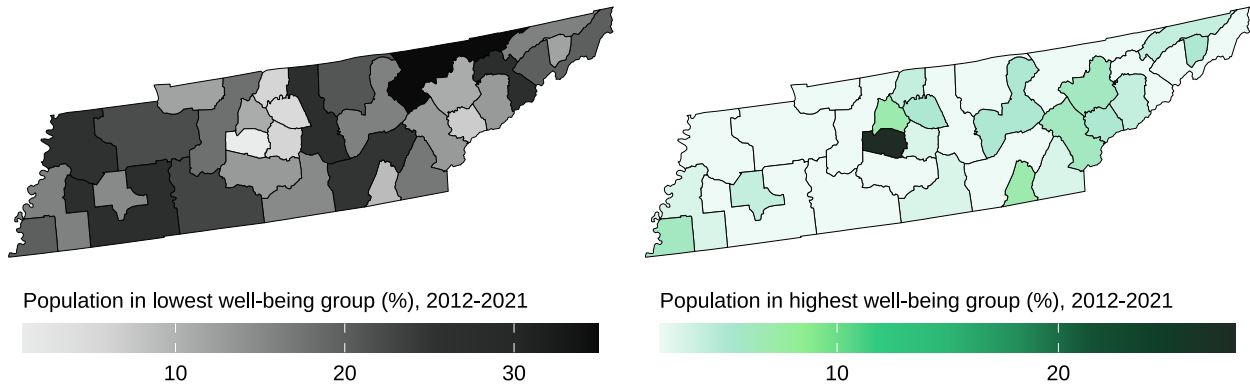 Population in lowest well-being group (%), 2012-2021
10 20 30
Population in highest well-being group (%), 2012-2021
10 20